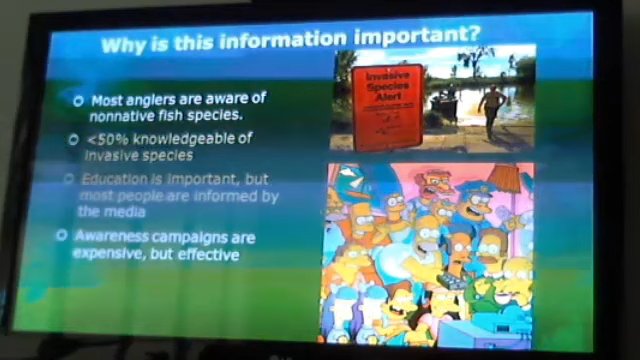 Why is this information important?
Most anglers are aware of
nonnative fish species.
<50% knowledgeable of
invasive species
Education is important, but
most people are informed by
the media
Awareness campaigns are
expensive, but effective
Invasive
Species
Alert